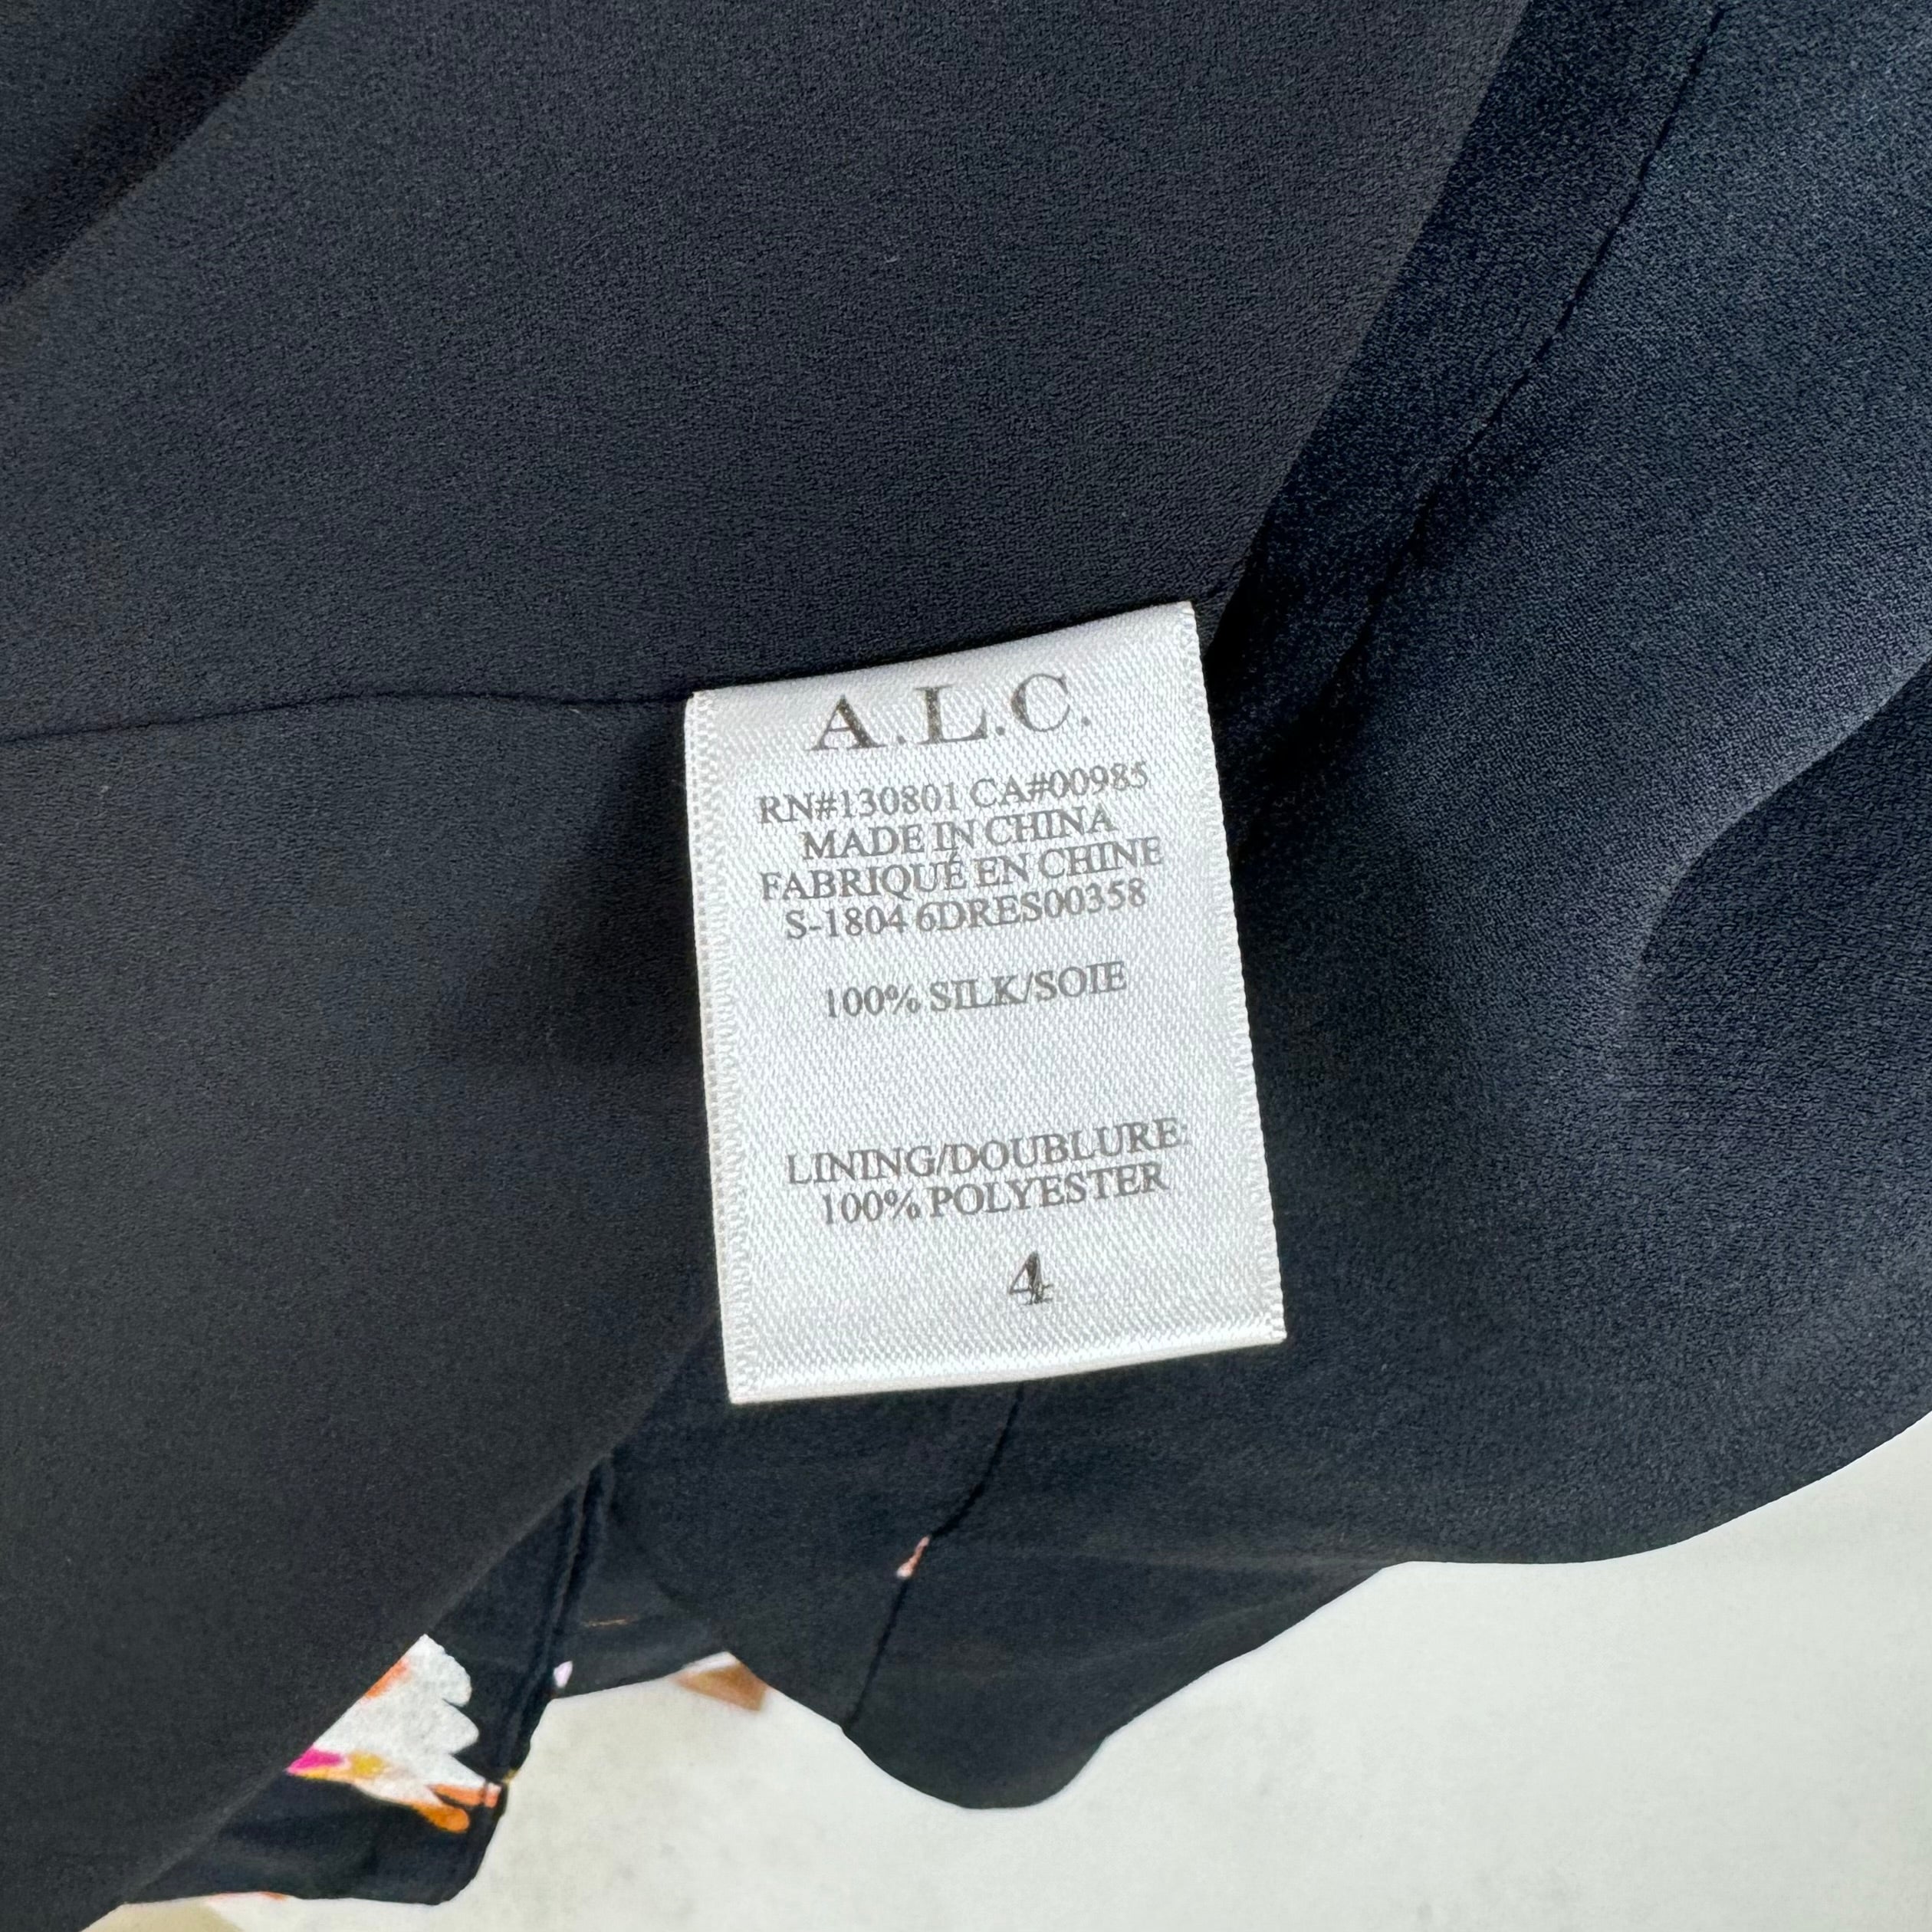 A.L.C.
RN#130801 CA#00985
MADE IN CHINA
FABRIQUÉ EN CHINE
S-1804 6DRES00358
100% SILK/SOIE
LINING/DOUBLURE:
100% POLYESTER
4